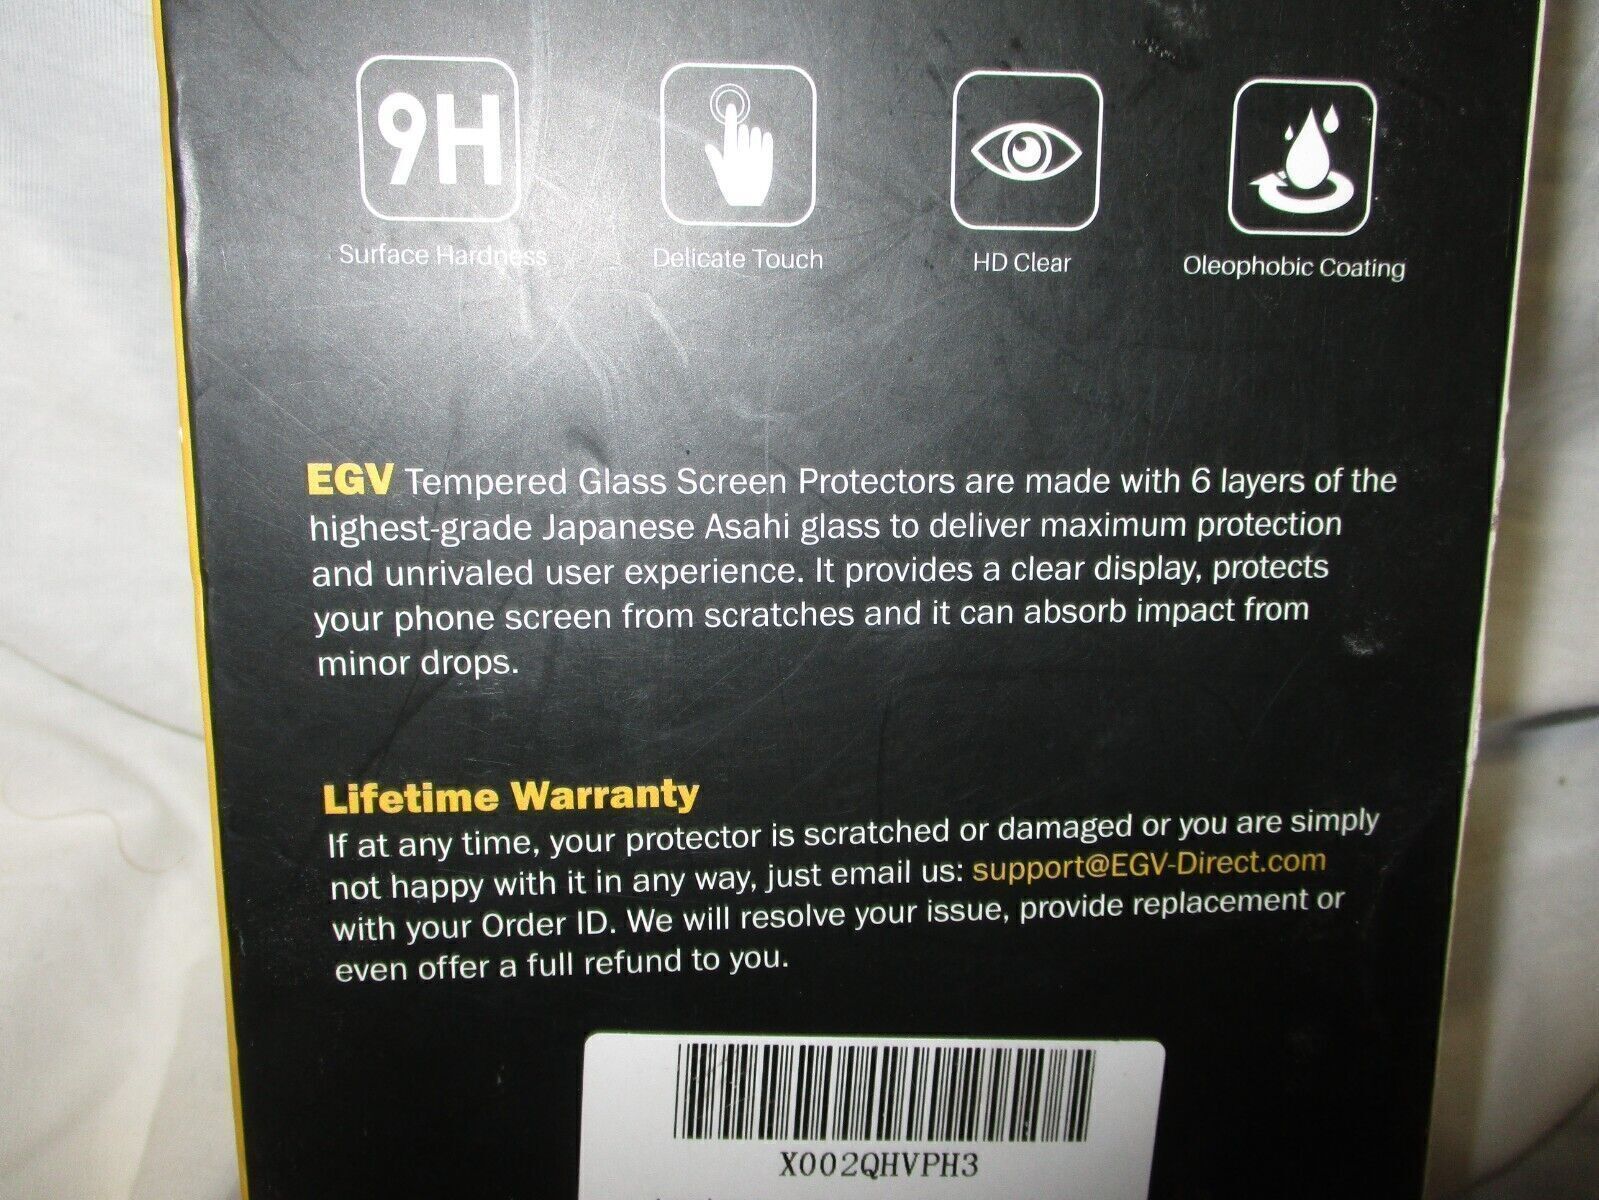 9H
Surface Hardness
Delicate Touch
HD Clear
Oleophobic Coating
EGV Tempered Glass Screen Protectors are made with 6 layers of the
highest-grade Japanese Asahi glass to deliver maximum protection
and unrivaled user experience. It provides a clear display, protects
your phone screen from scratches and it can absorb impact from
minor drops.
Lifetime Warranty
If at any time, your protector is scratched or damaged or you are simply
not happy with it in any way, just email us: support@EGV-Direct.com
with your Order ID. We will resolve your issue, provide replacement or
even offer a full refund to you.
X002QHVPH3